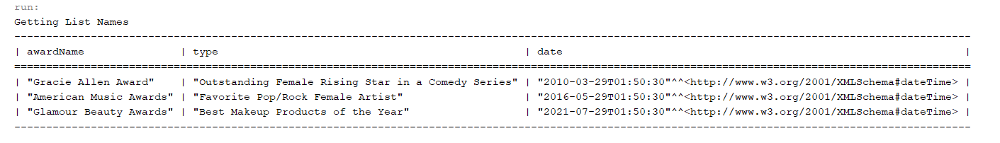 run:
Getting List Names
--------------------------------------------------------------------------------------------------------------------------------------------------------
| awardName               | type                                                | date                                                               |
========================================================================================================================================================
| "Gracie Allen Award"    | "Outstanding Female Rising Star in a Comedy Series" | "2010-03-29T01:50:30"^^<http://www.w3.org/2001/XMLSchema#dateTime> |
| "American Music Awards" | "Favorite Pop/Rock Female Artist"                   | "2016-05-29T01:50:30"^^<http://www.w3.org/2001/XMLSchema#dateTime> |
| "Glamour Beauty Awards" | "Best Makeup Products of the Year"                  | "2021-07-29T01:50:30"^^<http://www.w3.org/2001/XMLSchema#dateTime> |
--------------------------------------------------------------------------------------------------------------------------------------------------------